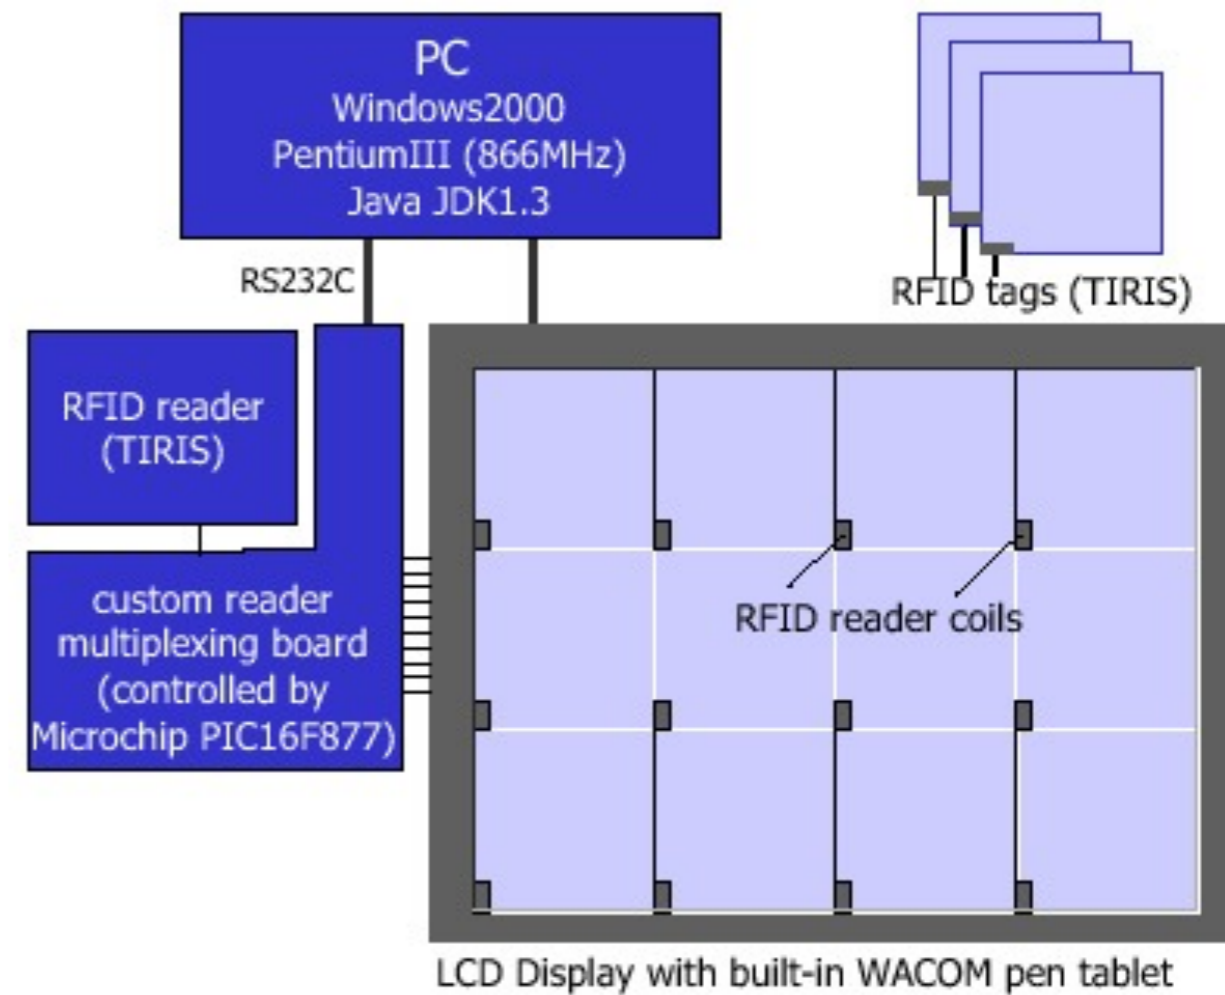 PC
Windows2000
PentiumIII (866MHz)
Java JDK1.3
RFID tags (TIRIS)
RS232C
RFID reader
(TIRIS)
custom reader
multiplexing board
(controlled by
Microchip PIC16F877)
RFID reader coils
LCD Display with built-in WACOM pen tablet